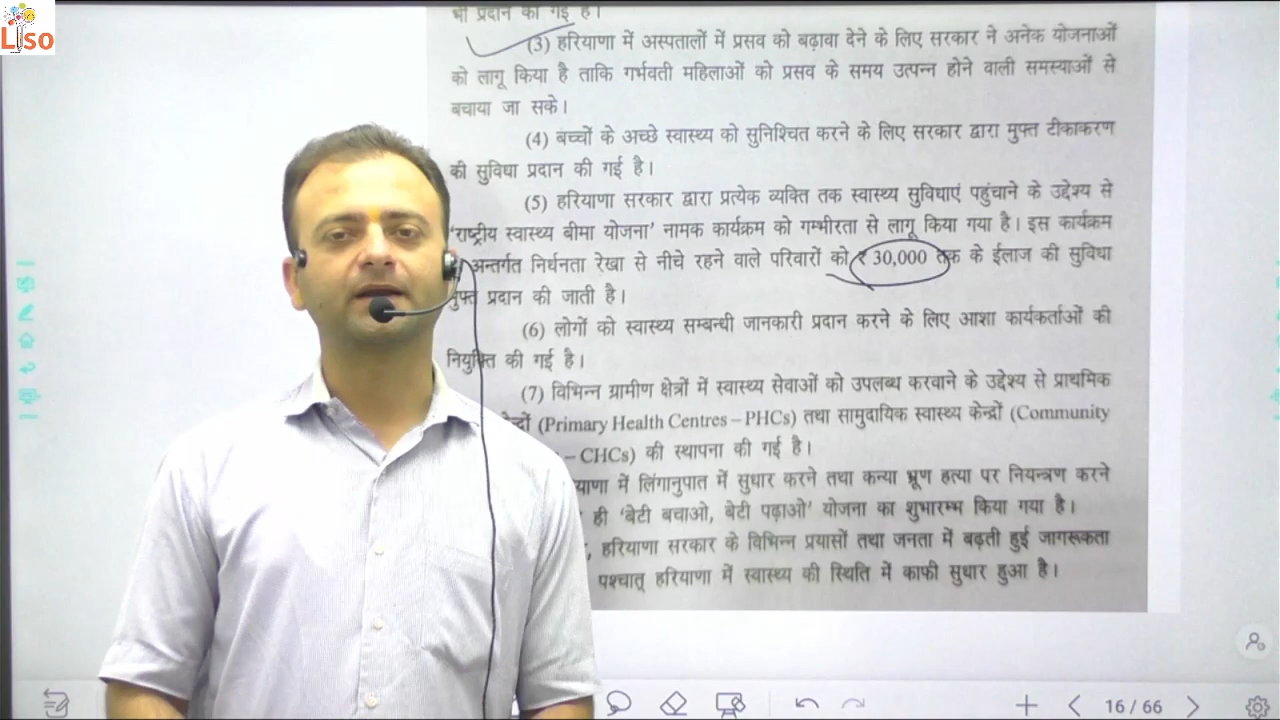 Liso
भी प्रदान की गई है।
(3) हरियाणा में अस्पतालों में प्रसव को बढ़ावा देने के लिए सरकार ने अनेक योजनाओं
को लागू किया है ताकि गर्भवती महिलाओं को प्रसव के समय उत्पन्न होने वाली समस्याओं से
बचाया जा सके।
(4) बच्चों के अच्छे स्वास्थ्य को सुनिश्चित करने के लिए सरकार द्वारा मुफ्त टीकाकरण
की सुविधा प्रदान की गई है।
(5) हरियाणा सरकार द्वारा प्रत्येक व्यक्ति तक स्वास्थ्य सुविधाएं पहुंचाने के उद्देश्य से
'राष्ट्रीय स्वास्थ्य बीमा योजना' नामक कार्यक्रम को गम्भीरता से लागू किया गया है। इस कार्यक्रम
अन्तर्गत निर्धनता रेखा से नीचे रहने वाले परिवारों को ₹ 30,000 तक के ईलाज की सुविधा
मुफ्त प्रदान की जाती है।
(6) लोगों को स्वास्थ्य सम्बन्धी जानकारी प्रदान करने के लिए आशा कार्यकर्ताओं की
नियुक्ति की गई है।
(7) विभिन्न ग्रामीण क्षेत्रों में स्वास्थ्य सेवाओं को उपलब्ध करवाने के उद्देश्य से प्राथमिक
(Primary Health Centres – PHCs) तथा सामुदायिक स्वास्थ्य केन्द्रों (Community
– CHCs) की स्थापना की गई है।
में लिंगानुपात में सुधार करने तथा कन्या भ्रूण हत्या पर नियन्त्रण करने
ही 'बेटी बचाओ, बेटी पढ़ाओ' योजना का शुभारम्भ किया गया है।
, हरियाणा सरकार के विभिन्न प्रयासों तथा जनता में बढ़ती हुई जागरूकता
पश्चात् हरियाणा में स्वास्थ्य की स्थिति में काफी सुधार हुआ है।
16 / 66